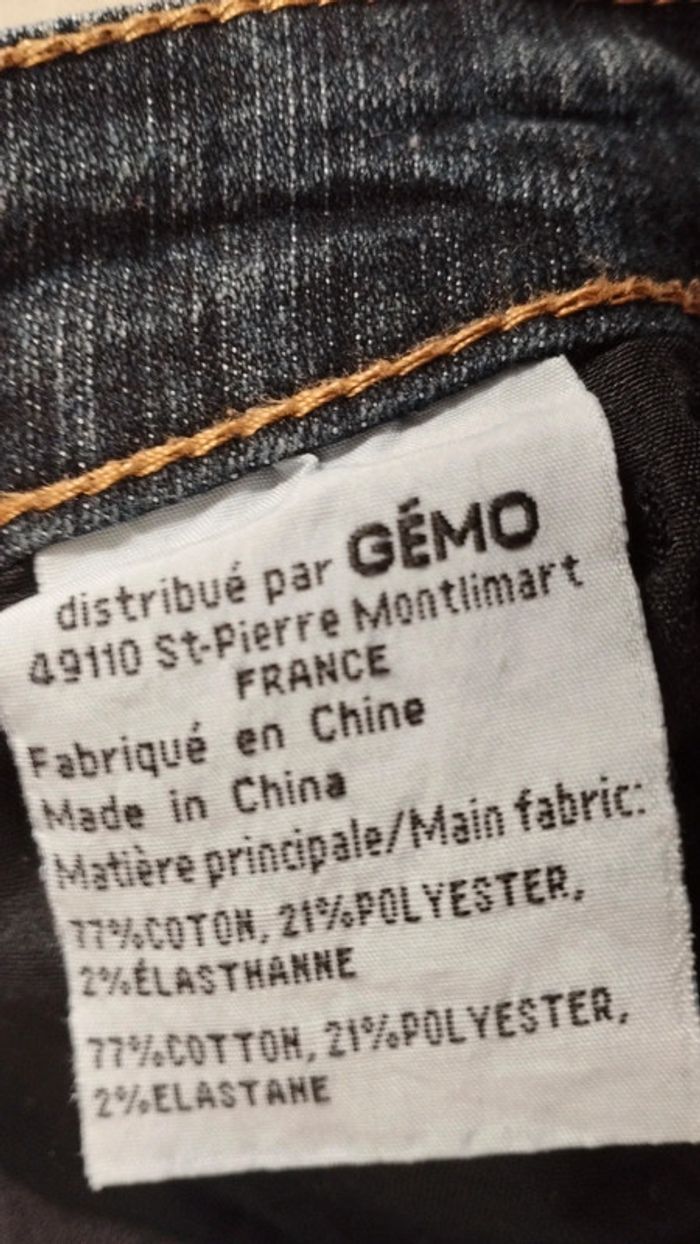 distribué par GÉMO
49110 St-Pierre Montlimart
FRANCE
Fabriqué en Chine
Made in China
Matière principale/Main fabric:
77%COTON, 21%POLYESTER,
2%ÉLASTHANNE
77%COTTON, 21%POLYESTER,
2%ELASTANE